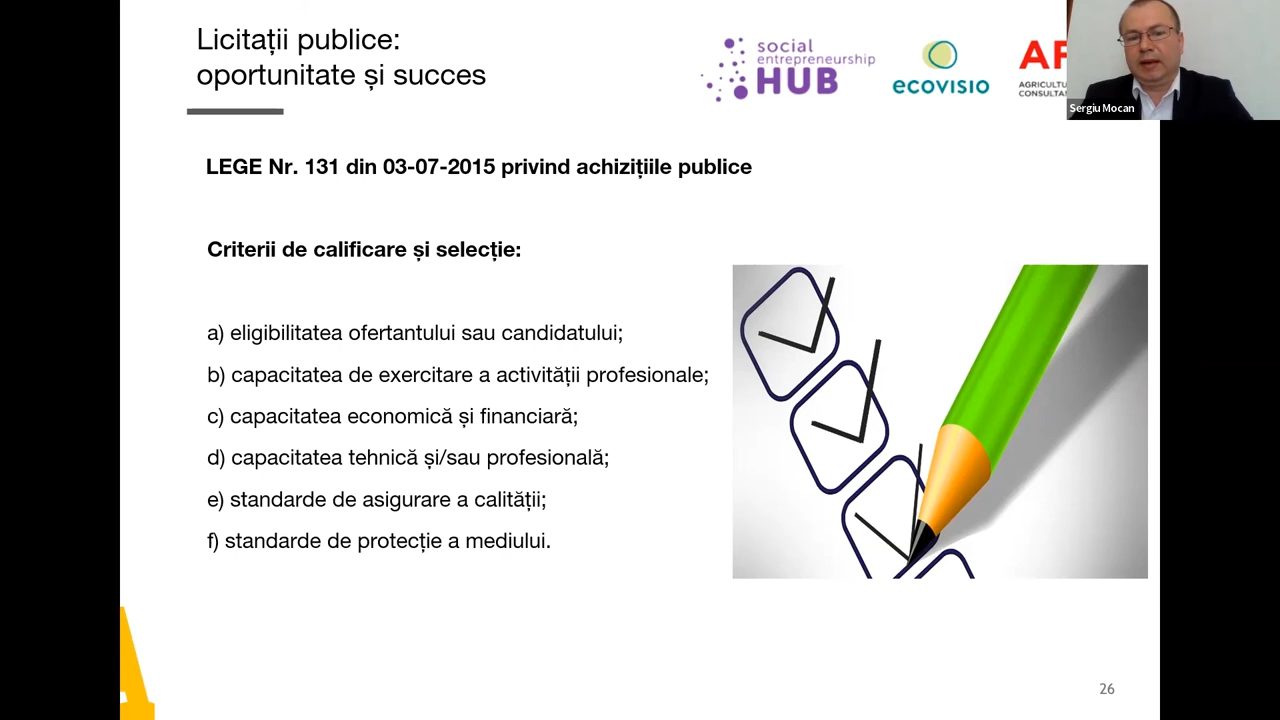 Licitații publice:
oportunitate și succes
social
entrepreneurship
HUB
ecovisio
AGRICULTU
CONSULTA
Sergiu Mocan
LEGE Nr. 131 din 03-07-2015 privind achizițiile publice
Criterii de calificare și selecție:
a) eligibilitatea ofertantului sau candidatului;
b) capacitatea de exercitare a activității profesionale;
c) capacitatea economică și financiară;
d) capacitatea tehnică și/sau profesională;
e) standarde de asigurare a calității;
f) standarde de protecție a mediului.
26